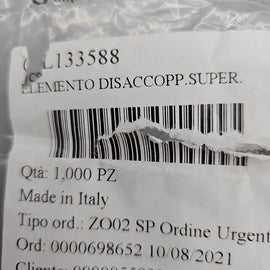 L133588
ELEMENTO DISACCOPP.SUPER.
Qtà: 1,000 PZ
Made in Italy
Tipo ord.: ZO02 SP Ordine Urgent
Ord: 0000698652 10/08/2021